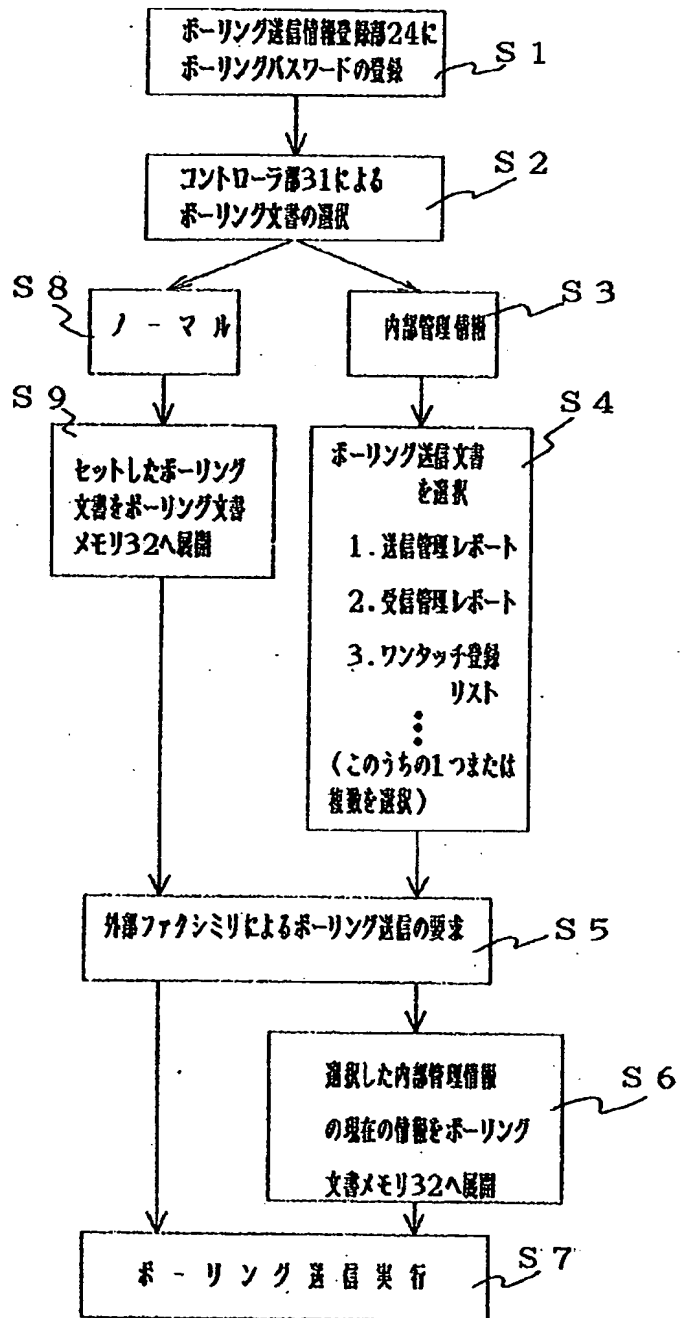 ポーリング送信情報登録部24に
ポーリングパスワードの登録
S1
コントローラ部31による
ポーリング文書の選択
S2
S8
ノーマル
内部管理情報
S3
S9
セットしたポーリング
文書をポーリング文書
メモリ32へ展開
S4
ポーリング送信文書
を選択
1.送信管理レポート
2.受信管理レポート
3.ワンタッチ登録
リスト
(このうちの1つまたは
複数を選択)
外部ファクシミリによるポーリング送信の要求
S5
選択した内部管理情報
の現在の情報をポーリング
文書メモリ32へ展開
S6
ポーリング送信実行
S7